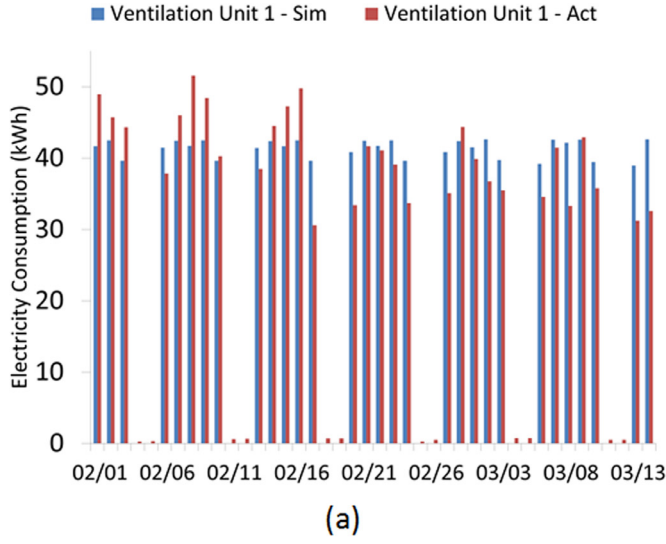 Ventilation Unit 1 - Sim Ventilation Unit 1 - Act
Electricity Consumption (kWh)
50
40
30
20
10
0
02/01 02/06 02/11 02/16 02/21 02/26 03/03 03/08 03/13
(a)